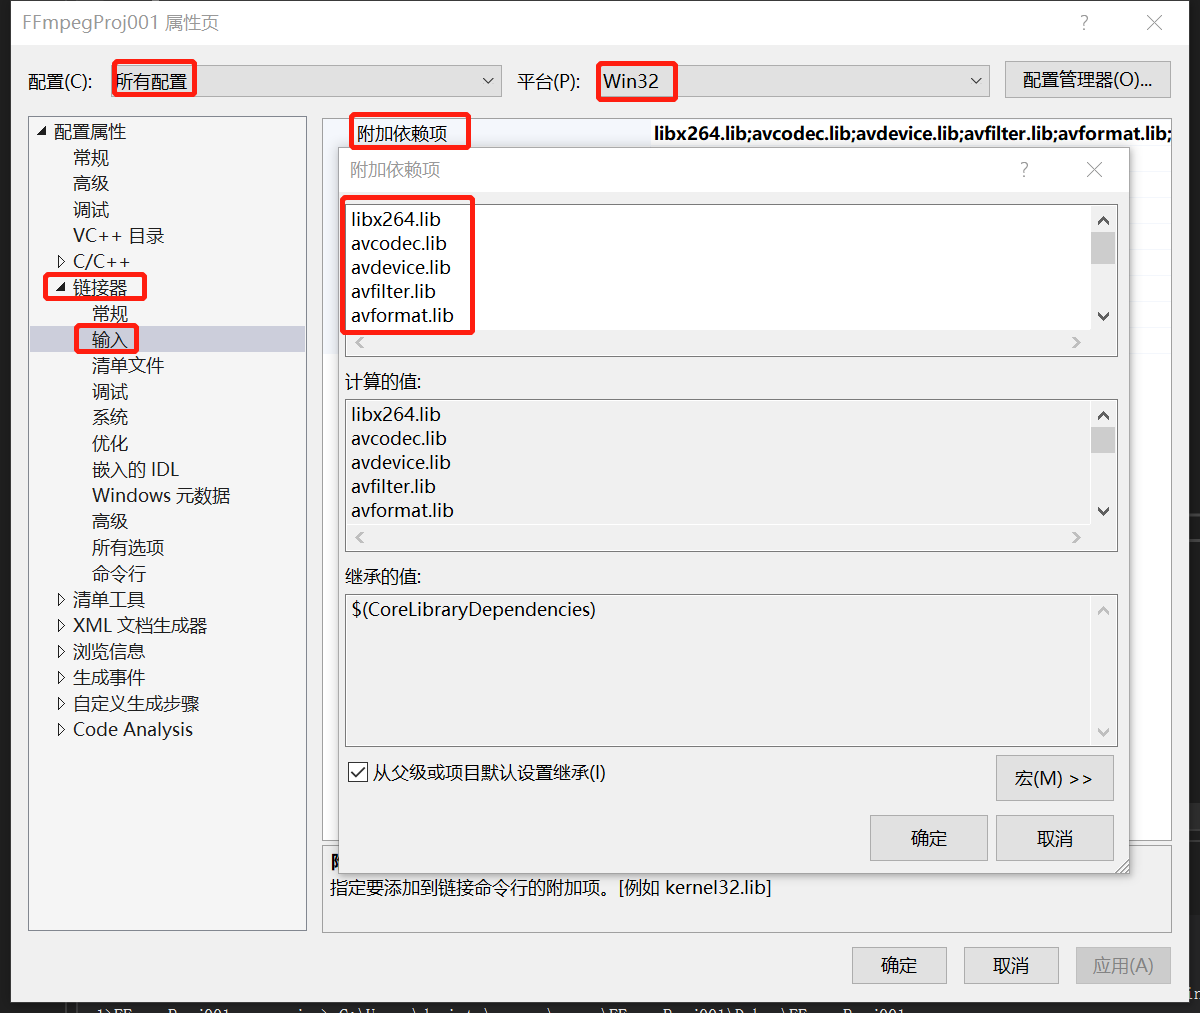 FFmpegProj001 属性页
配置(C): 所有配置 平台(P): Win32 配置管理器(O)...
配置属性
常规
高级
调试
VC++ 目录
C/C++
链接器
常规
输入
清单文件
调试
系统
优化
嵌入的 IDL
Windows 元数据
高级
所有选项
命令行
清单工具
XML 文档生成器
浏览信息
生成事件
自定义生成步骤
Code Analysis
附加依赖项 libx264.lib;avcodec.lib;avdevice.lib;avfilter.lib;avformat.lib;
附加依赖项
libx264.lib
avcodec.lib
avdevice.lib
avfilter.lib
avformat.lib
计算的值:
libx264.lib
avcodec.lib
avdevice.lib
avfilter.lib
avformat.lib
继承的值:
$(CoreLibraryDependencies)
从父级或项目默认设置继承(I)
宏(M) >>
确定 取消
指定要添加到链接命令行的附加项。[例如 kernel32.lib]
确定 取消 应用(A)